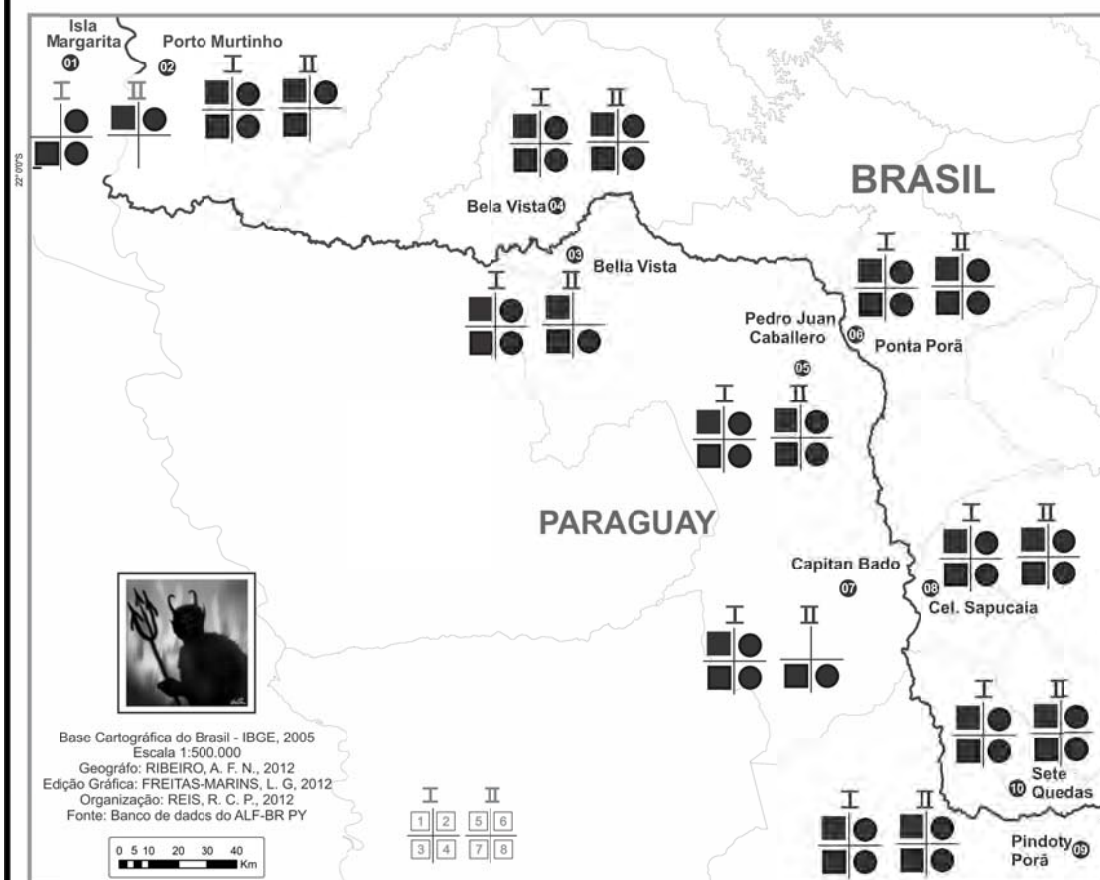 Isla
Margarita
01
Porto Murtinho
02
I II
I II
I II
22°0'0"S
BRASIL
Bela Vista 04
03
Bella Vista
I II
I II
Pedro Juan
Caballero
06
Ponta Porã
05
I II
PARAGUAY
I II
Capitan Bado
07
08
Cel. Sapucaia
I II
I II
Sete
10 Quedas
I II
Pindoty
Porã 09
Base Cartográfica do Brasil - IBGE, 2005
Escala 1:500.000
Geográfo: RIBEIRO, A. F. N., 2012
Edição Gráfica: FREITAS-MARINS, L. G, 2012
Organização: REIS, R. C. P., 2012
Fonte: Banco de dados do ALF-BR PY
0 5 10 20 30 40
Km
I II
1 2 5 6
3 4 7 8